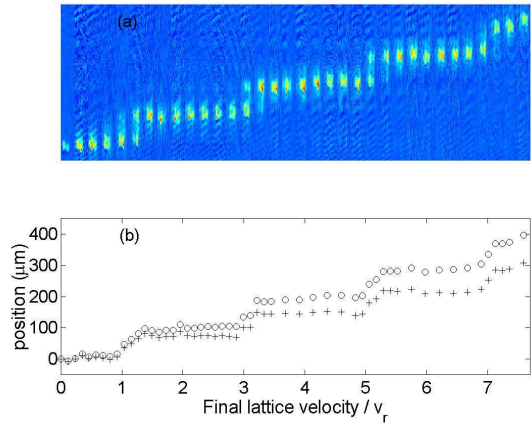 (a)
(b)
400
300
200
100
0
position (μm)
0 1 2 3 4 5 6 7
Final lattice velocity / v_r